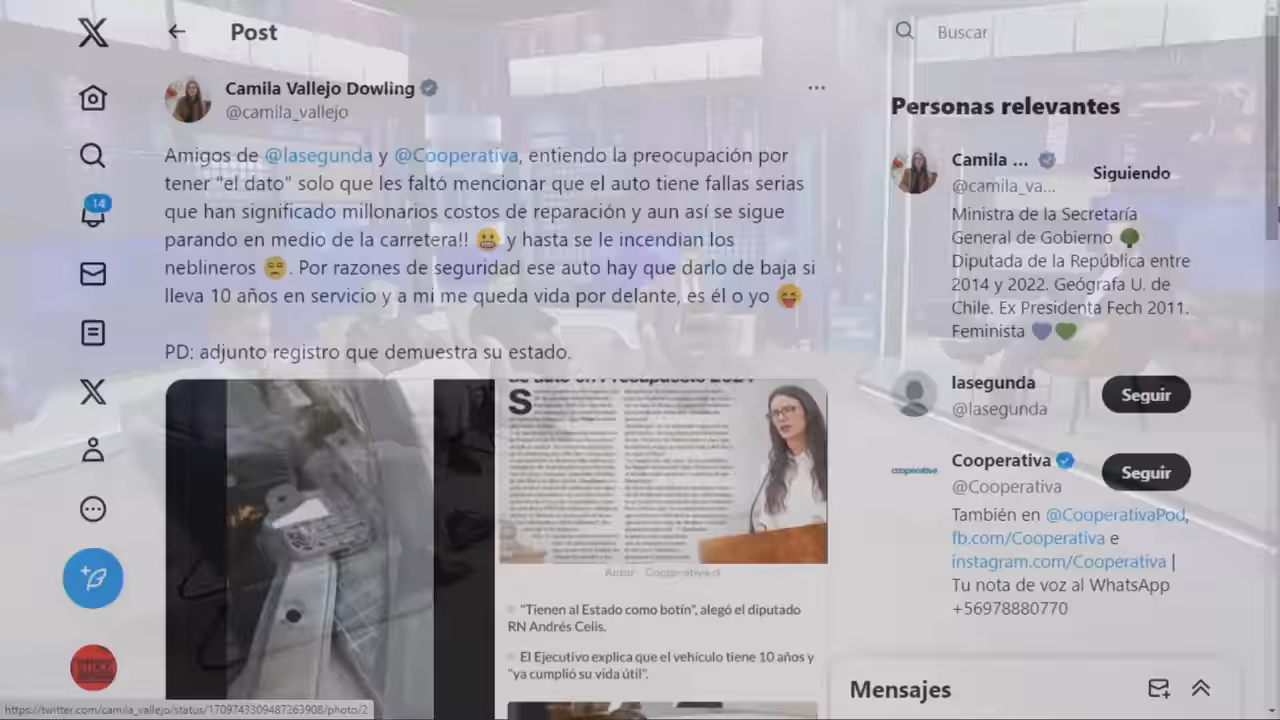 Post
Buscar
Camila Vallejo Dowling
@camila_vallejo
Amigos de @lasegunda y @Cooperativa, entiendo la preocupación por
tener "el dato" solo que les faltó mencionar que el auto tiene fallas serias
que han significado millonarios costos de reparación y aun así se sigue
parando en medio de la carretera!! 😬 y hasta se le incendian los
neblineros 😒. Por razones de seguridad ese auto hay que darlo de baja si
lleva 10 años en servicio y a mi me queda vida por delante, es él o yo 😝
PD: adjunto registro que demuestra su estado.
14
S
Autor: Cooperativa.cl
"Tienen al Estado como botín", alegó el diputado
RN Andrés Celis.
El Ejecutivo explica que el vehículo tiene 10 años y
"ya cumplió su vida útil".
Personas relevantes
Camila ...
@camila_va...
Siguiendo
Ministra de la Secretaría
General de Gobierno 🌳
Diputada de la República entre
2014 y 2022. Geógrafa U. de
Chile. Ex Presidenta Fech 2011.
Feminista 💜💚
lasegunda
@lasegunda
Seguir
cooperativa
Cooperativa
@Cooperativa
Seguir
También en @CooperativaPod,
fb.com/Cooperativa e
instagram.com/Cooperativa |
Tu nota de voz al WhatsApp
+56978880770
Mensajes
https://twitter.com/camila_vallejo/status/1709743309487263908/photo/2